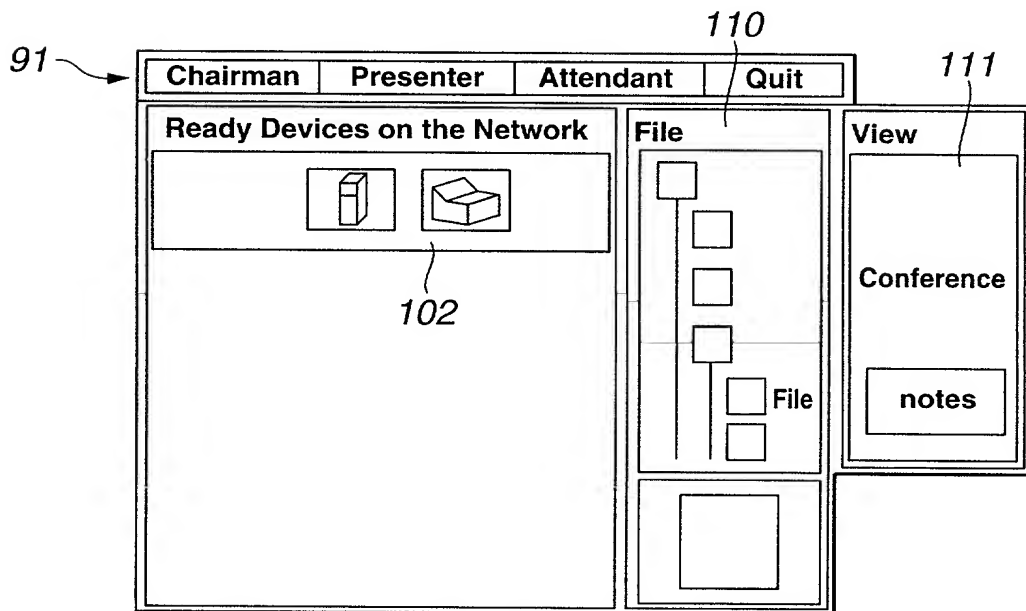 110
91
111
Chairman Presenter Attendant Quit
Ready Devices on the Network
File
View
102
Conference
File
notes